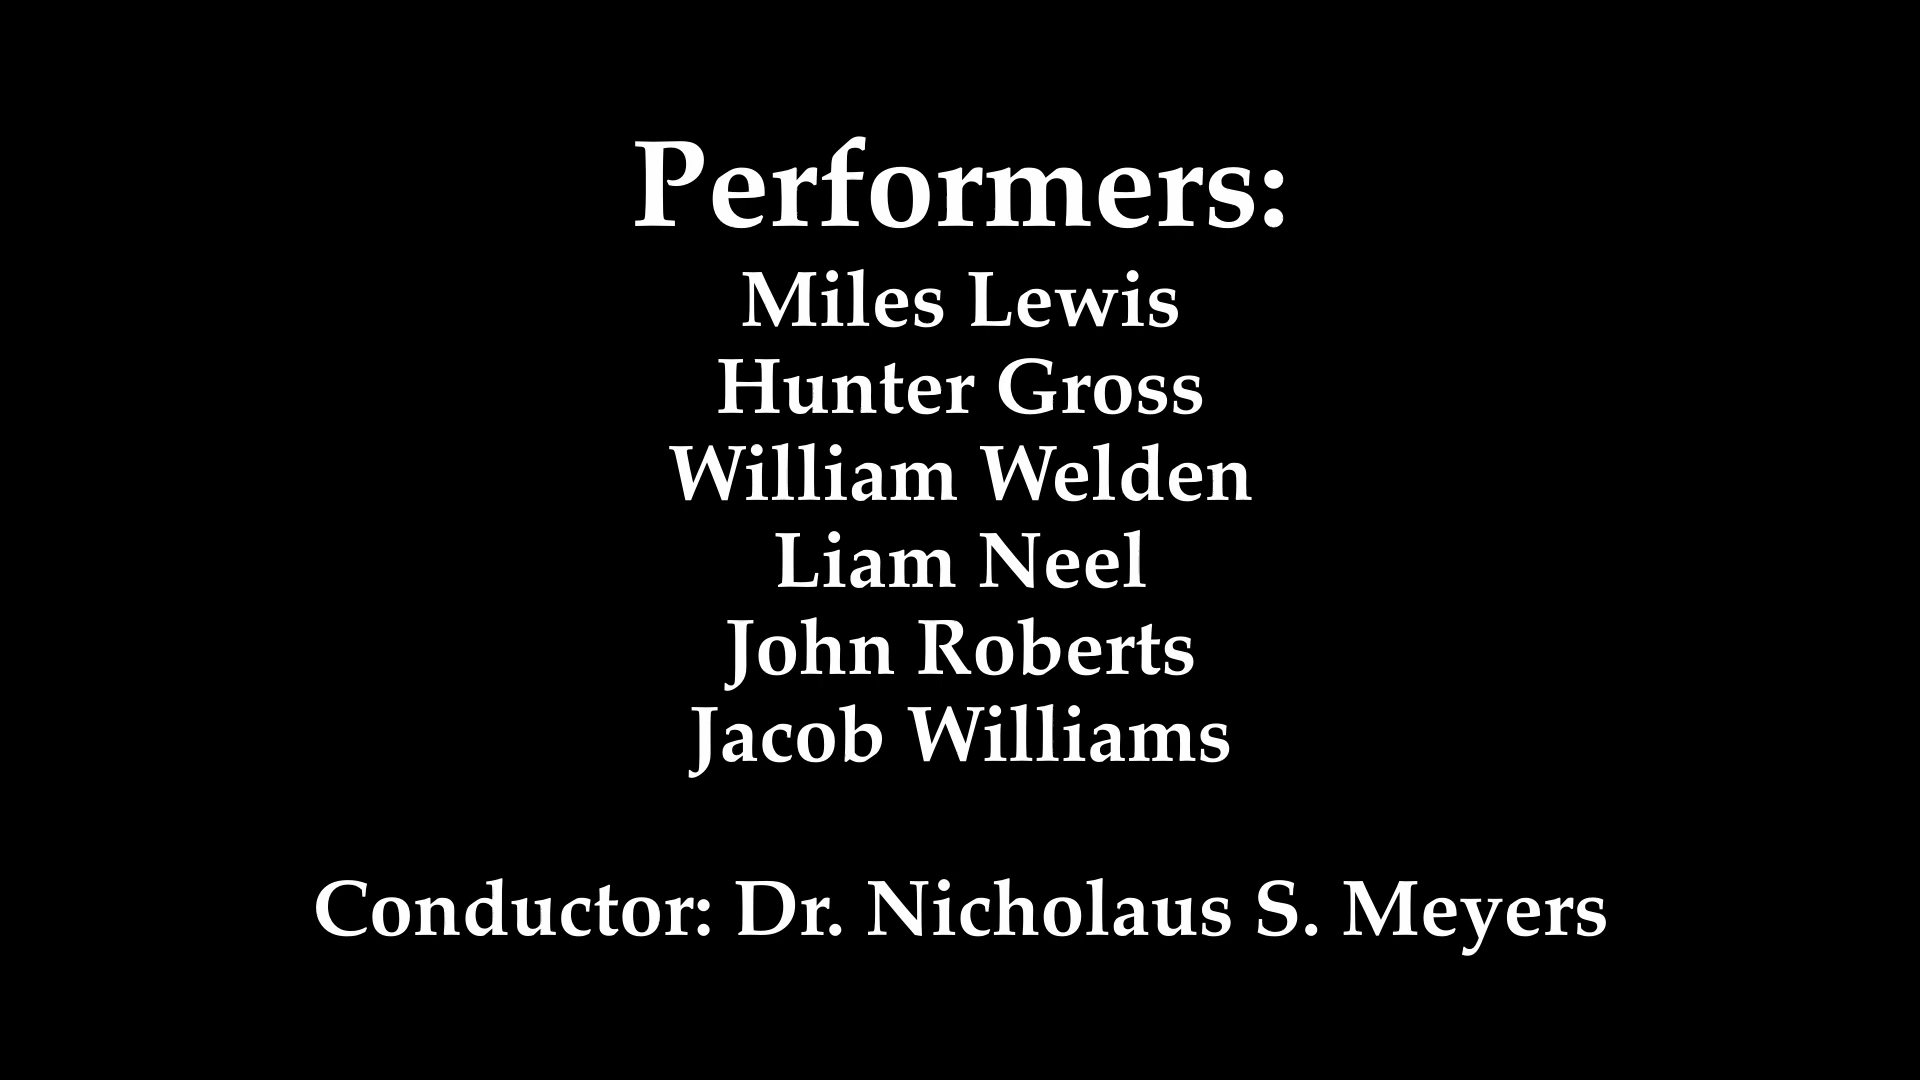 Performers:
Miles Lewis
Hunter Gross
William Welden
Liam Neel
John Roberts
Jacob Williams
Conductor: Dr. Nicholaus S. Meyers